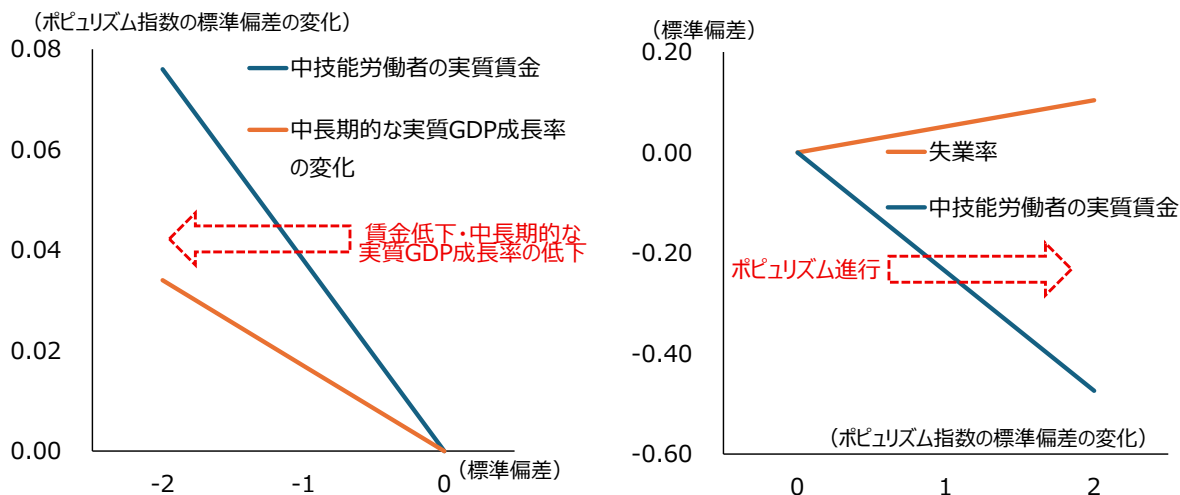 （ポピュリズム指数の標準偏差の変化）
0.08
0.06
0.04
0.02
0.00
中技能労働者の実質賃金
中長期的な実質GDP成長率
の変化
賃金低下・中長期的な
実質GDP成長率の低下
（標準偏差）
-2
-1
0
（標準偏差）
0.20
0.00
-0.20
-0.40
-0.60
失業率
中技能労働者の実質賃金
ポピュリズム進行
（ポピュリズム指数の標準偏差の変化）
0
1
2